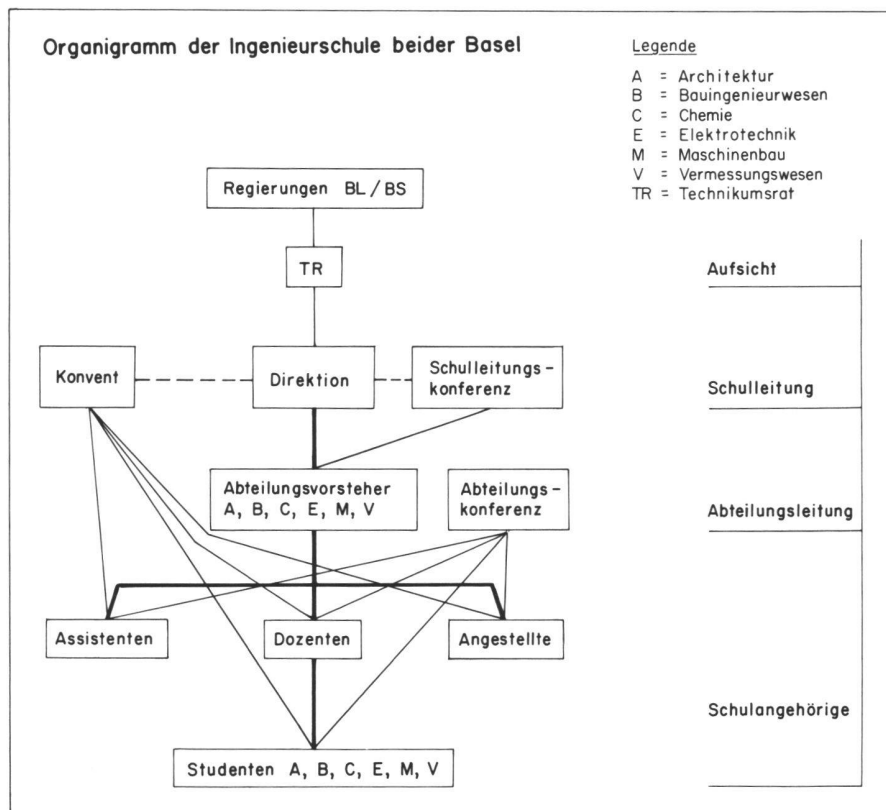 Organigramm der Ingenieurschule beider Basel
Legende
A = Architektur
B = Bauingenieurwesen
C = Chemie
E = Elektrotechnik
M = Maschinenbau
V = Vermessungswesen
TR = Technikumsrat
Regierungen BL / BS
TR
Aufsicht
Konvent
Direktion
Schulleitungs-
konferenz
Schulleitung
Abteilungsvorsteher
A, B, C, E, M, V
Abteilungs-
konferenz
Abteilungsleitung
Assistenten
Dozenten
Angestellte
Schulangehörige
Studenten A, B, C, E, M, V